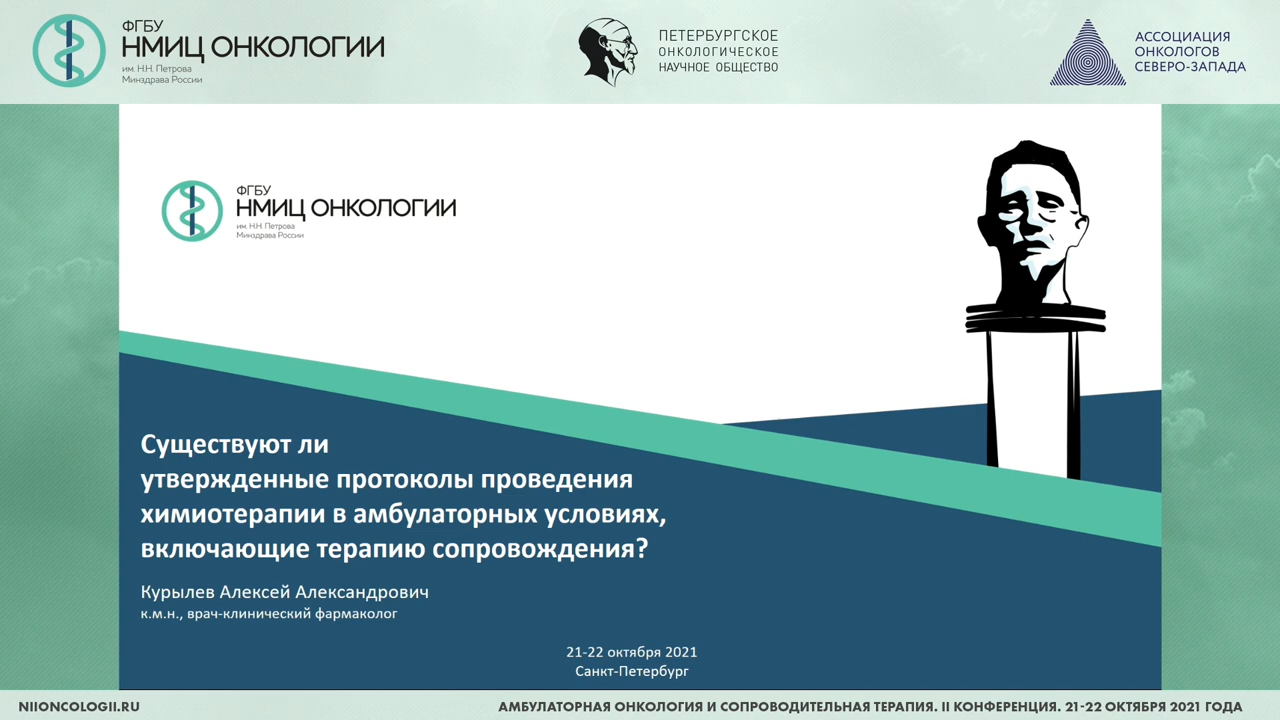 ФГБУ
НМИЦ ОНКОЛОГИИ
им. Н.Н. Петрова
Минздрава России
ПЕТЕРБУРГСКОЕ
ОНКОЛОГИЧЕСКОЕ
НАУЧНОЕ ОБЩЕСТВО
АССОЦИАЦИЯ
ОНКОЛОГОВ
СЕВЕРО-ЗАПАДА
ФГБУ
НМИЦ ОНКОЛОГИИ
им. Н.Н. Петрова
Минздрава России
Существуют ли
утвержденные протоколы проведения
химиотерапии в амбулаторных условиях,
включающие терапию сопровождения?
Курылев Алексей Александрович
к.м.н., врач-клинический фармаколог
21-22 октября 2021
Санкт-Петербург
NIIONCOLOGII.RU
АМБУЛАТОРНАЯ ОНКОЛОГИЯ И СОПРОВОДИТЕЛЬНАЯ ТЕРАПИЯ. II КОНФЕРЕНЦИЯ. 21-22 ОКТЯБРЯ 2021 ГОДА